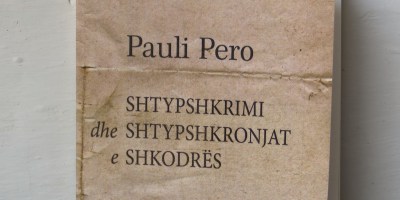 Pauli Pero
SHTYPSHKRIMI
dhe SHTYPSHKRONJAT
e SHKODRËS